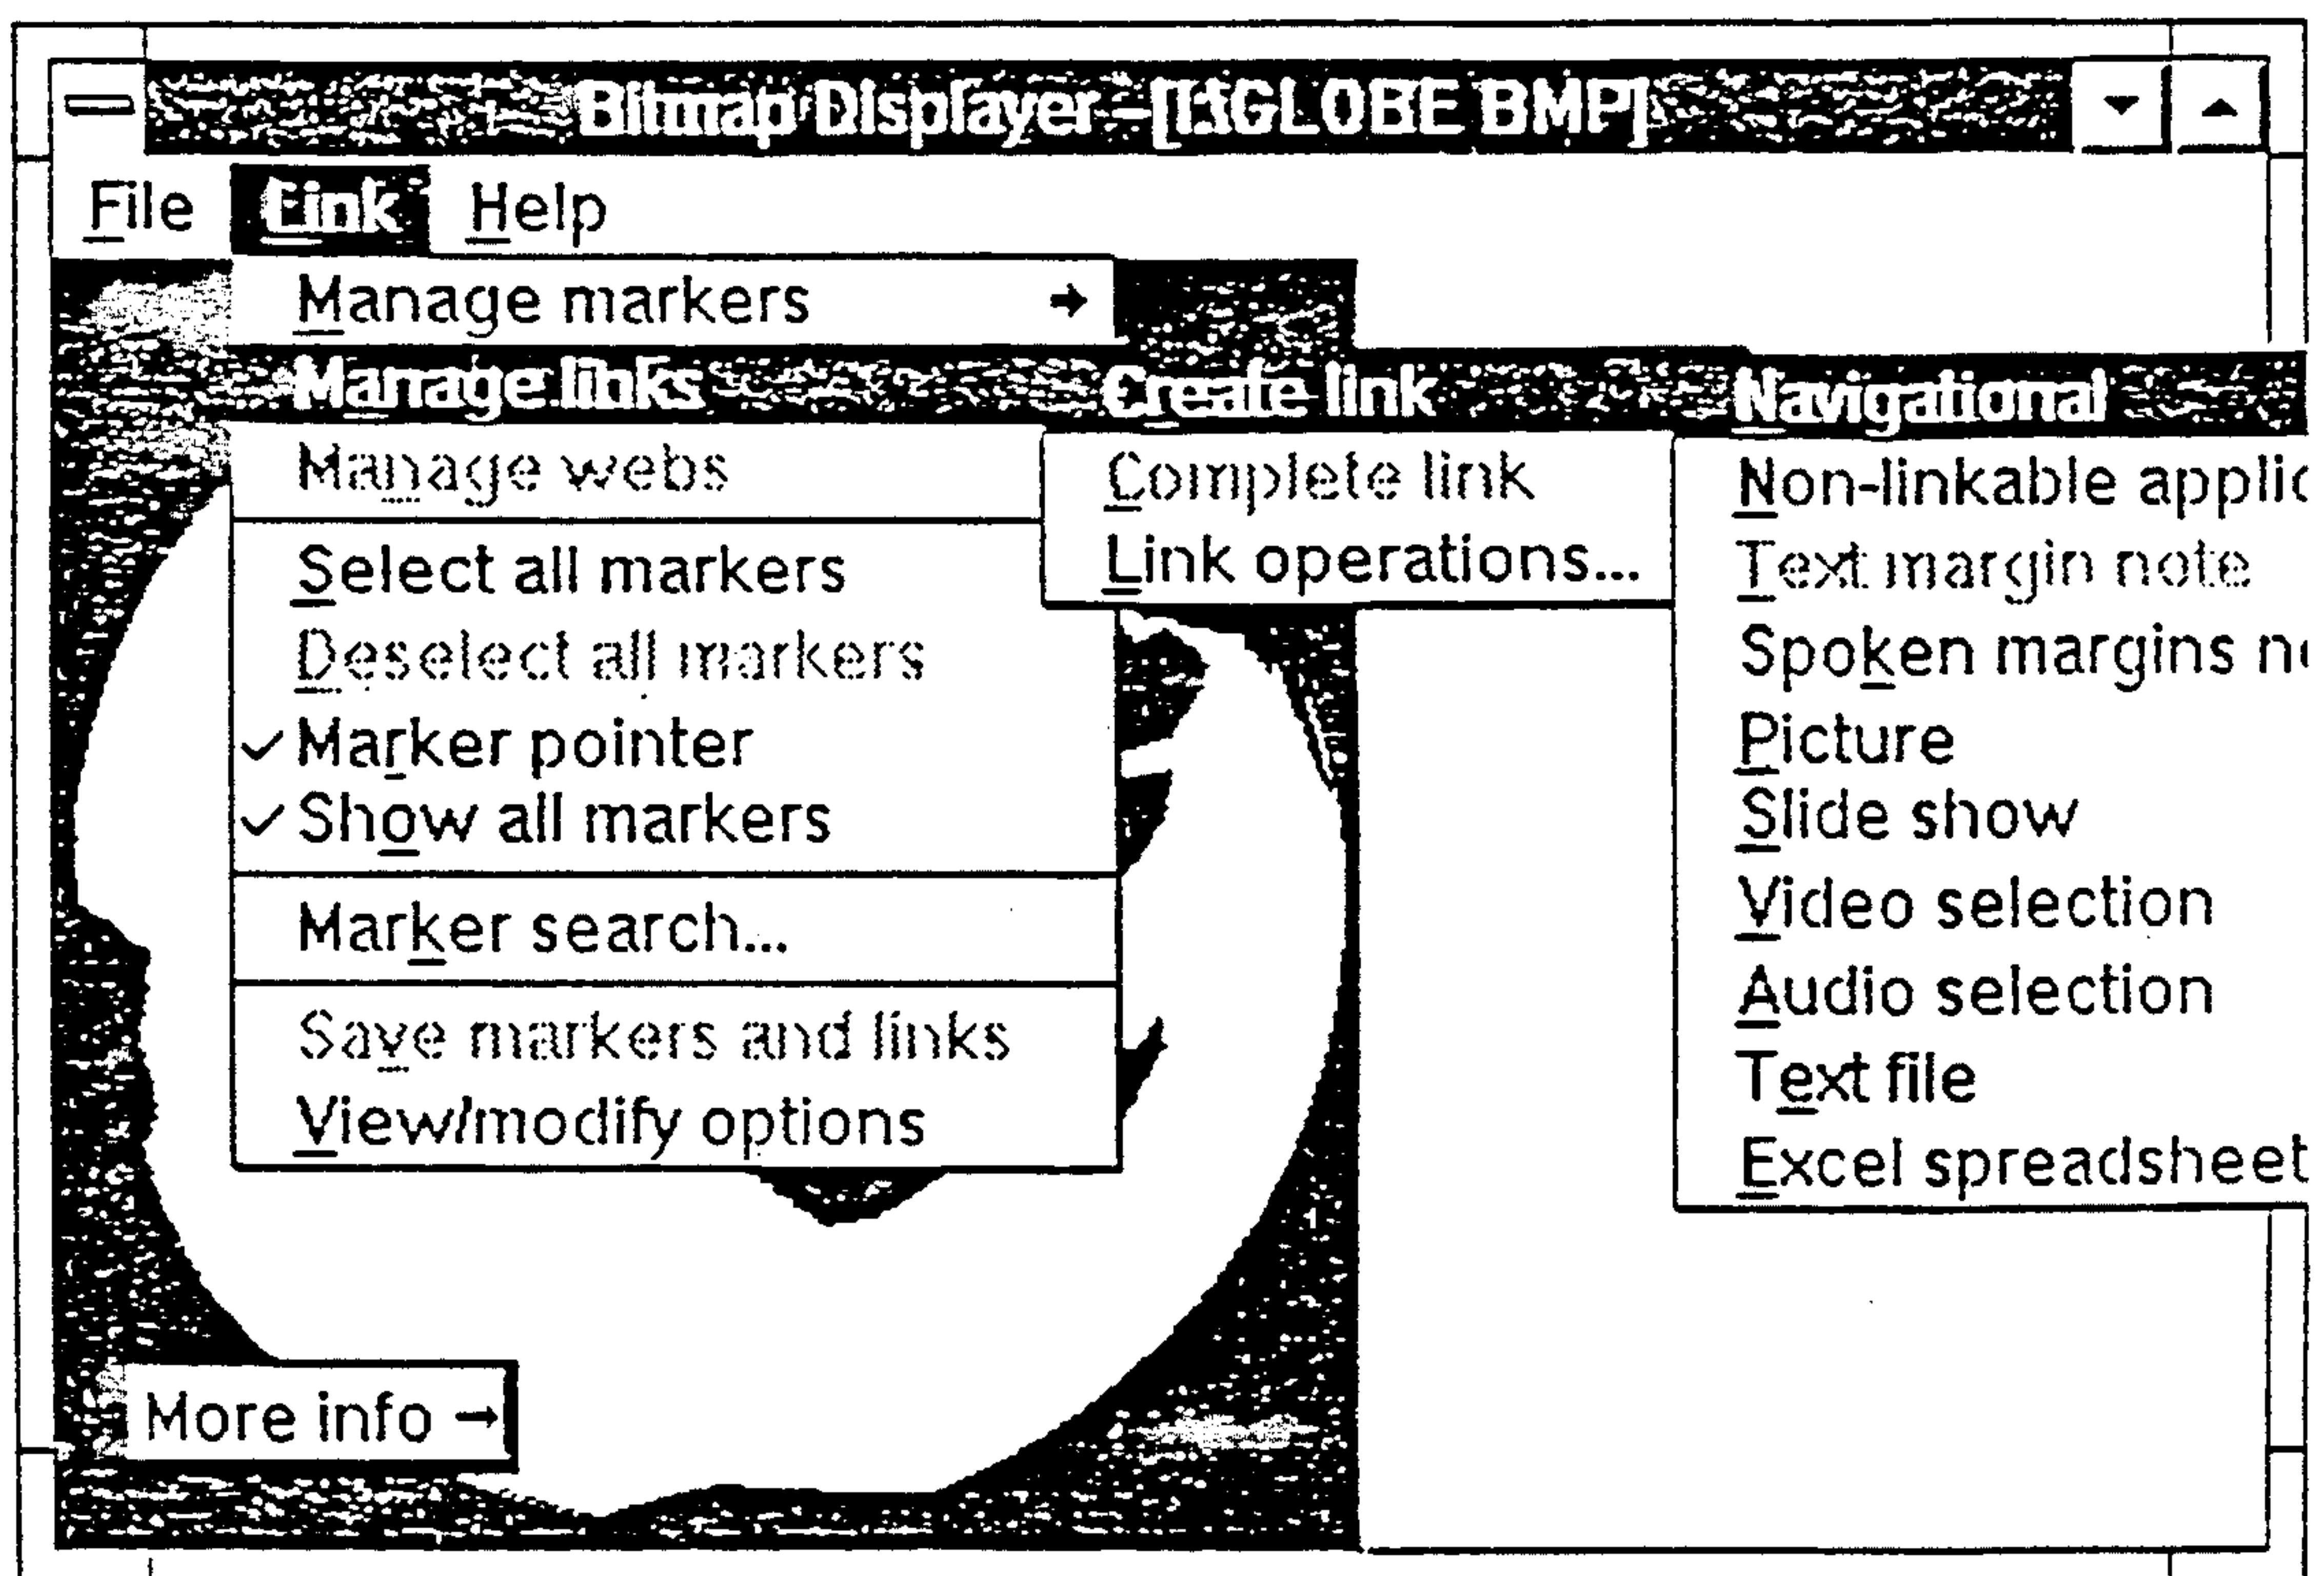 Bitmap Displayer -[I:\GLOBE BMP]
File Link Help
Manage markers →
Manage links
Manage webs
Select all markers
Deselect all markers
✓ Marker pointer
✓ Show all markers
Marker search...
Save markers and links
View/modify options
Create link
Complete link
Link operations...
Navigational
Non-linkable applic
Text margin note
Spoken margins n
Picture
Slide show
Video selection
Audio selection
Text file
Excel spreadsheet
More info →